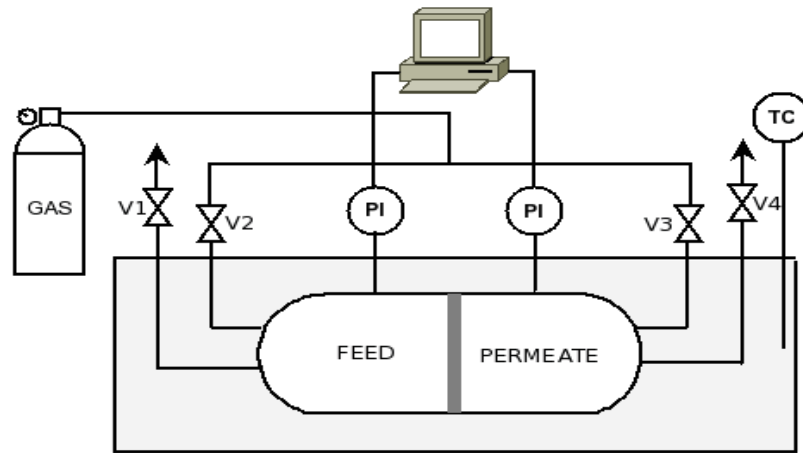 TC
GAS
V1
V2
PI
PI
V3
V4
FEED
PERMEATE